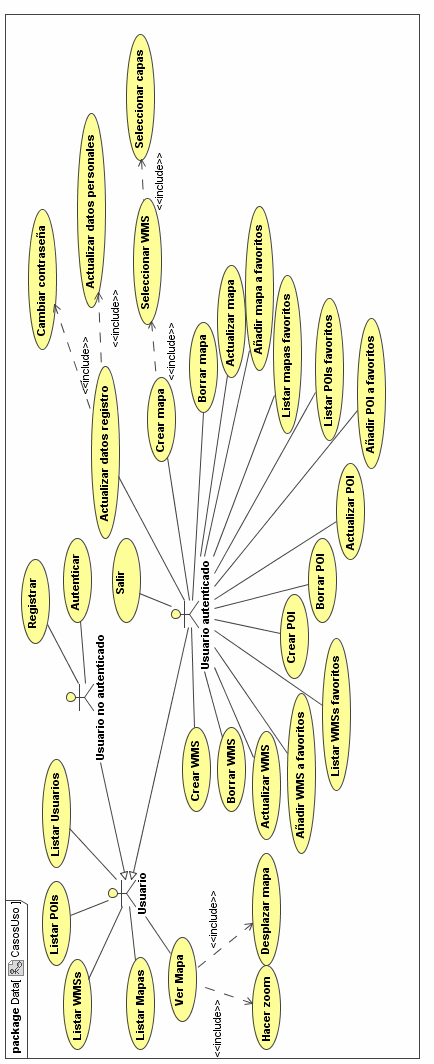 package Data[ CasosUso ]
Listar WMSs
Listar POIs
Listar Usuarios
Listar Mapas
Ver Mapa
Usuario
<<include>>
Hacer zoom
<<include>>
Desplazar mapa
Registrar
Autenticar
Usuario no autenticado
Salir
Usuario autenticado
Actualizar datos registro
<<include>>
Cambiar contraseña
<<include>>
Actualizar datos personales
Crear mapa
<<include>>
Seleccionar WMS
<<include>>
Seleccionar capas
Borrar mapa
Actualizar mapa
Añadir mapa a favoritos
Listar mapas favoritos
Listar POIs favoritos
Añadir POI a favoritos
Actualizar POI
Borrar POI
Crear POI
Listar WMSs favoritos
Añadir WMS a favoritos
Actualizar WMS
Borrar WMS
Crear WMS